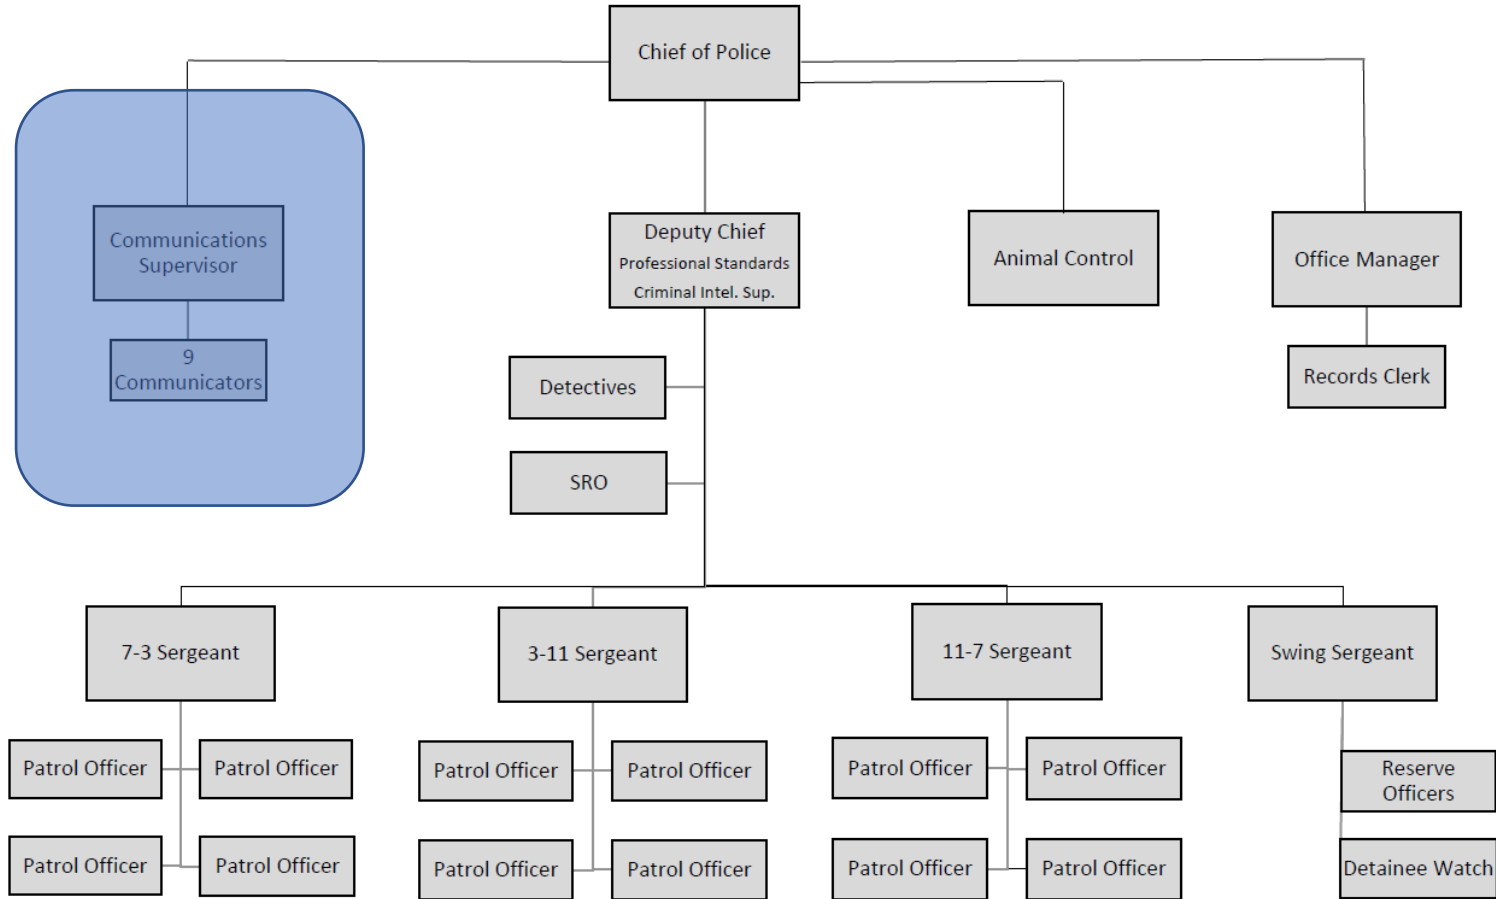 Chief of Police
Communications
Supervisor
9
Communicators
Deputy Chief
Professional Standards
Criminal Intel. Sup.
Animal Control
Office Manager
Records Clerk
Detectives
SRO
7-3 Sergeant
3-11 Sergeant
11-7 Sergeant
Swing Sergeant
Patrol Officer
Patrol Officer
Patrol Officer
Patrol Officer
Patrol Officer
Patrol Officer
Patrol Officer
Patrol Officer
Patrol Officer
Patrol Officer
Patrol Officer
Patrol Officer
Reserve
Officers
Detainee Watch